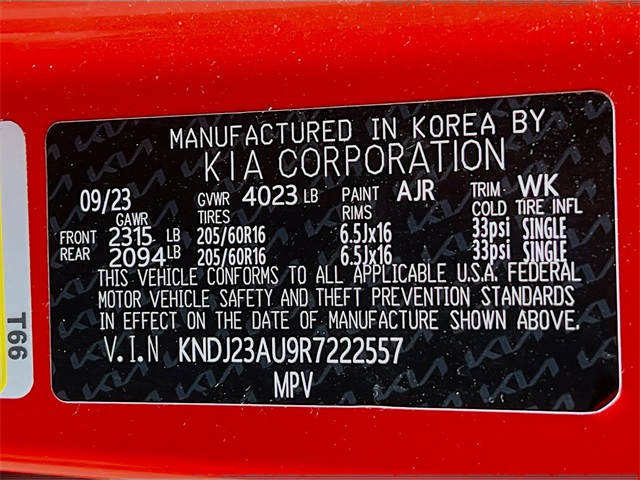 MANUFACTURED IN KOREA BY
KIA CORPORATION
09/23 GVWR 4023 LB PAINT AJR TRIM WK
GAWR TIRES RIMS COLD TIRE INFL
FRONT 2315 LB 205/60R16 6.5Jx16 33psi SINGLE
REAR 2094 LB 205/60R16 6.5Jx16 33psi SINGLE
THIS VEHICLE CONFORMS TO ALL APPLICABLE U.S.A. FEDERAL
MOTOR VEHICLE SAFETY AND THEFT PREVENTION STANDARDS
IN EFFECT ON THE DATE OF MANUFACTURE SHOWN ABOVE.
V.I.N KNDJ23AU9R7222557
MPV
T66